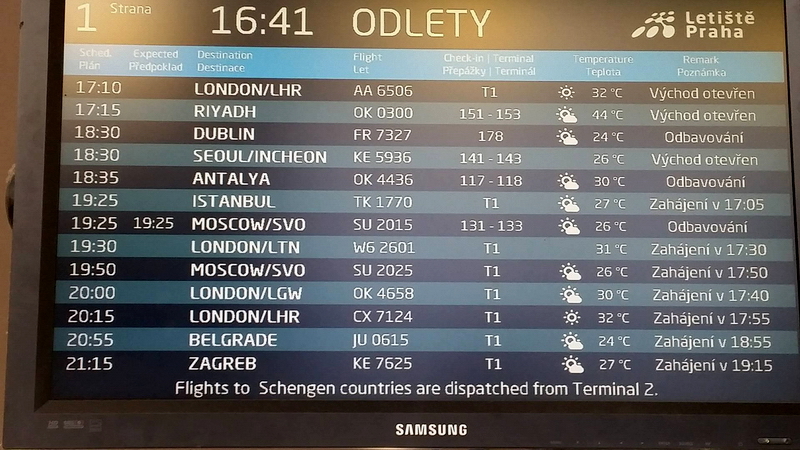 1 Strana 16:41 ODLETY Letiště Praha
Sched. Expected Destination Flight Check-in | Terminal Temperature Remark
Plán Předpoklad Destinace Let Přepážky | Terminál Teplota Poznámka
17:10 LONDON/LHR AA 6506 T1 32 °C Východ otevřen
17:15 RIYADH OK 0300 151 - 153 44 °C Východ otevřen
18:30 DUBLIN FR 7327 178 24 °C Odbavování
18:30 SEOUL/INCHEON KE 5936 141 - 143 26 °C Východ otevřen
18:35 ANTALYA OK 4436 117 - 118 30 °C Odbavování
19:25 ISTANBUL TK 1770 T1 27 °C Zahájení v 17:05
19:25 19:25 MOSCOW/SVO SU 2015 131 - 133 26 °C Odbavování
19:30 LONDON/LTN W6 2601 T1 31 °C Zahájení v 17:30
19:50 MOSCOW/SVO SU 2025 T1 26 °C Zahájení v 17:50
20:00 LONDON/LGW OK 4658 T1 30 °C Zahájení v 17:40
20:15 LONDON/LHR CX 7124 T1 32 °C Zahájení v 17:55
20:55 BELGRADE JU 0615 T1 24 °C Zahájení v 18:55
21:15 ZAGREB KE 7625 T1 27 °C Zahájení v 19:15
Flights to Schengen countries are dispatched from Terminal 2.
SAMSUNG